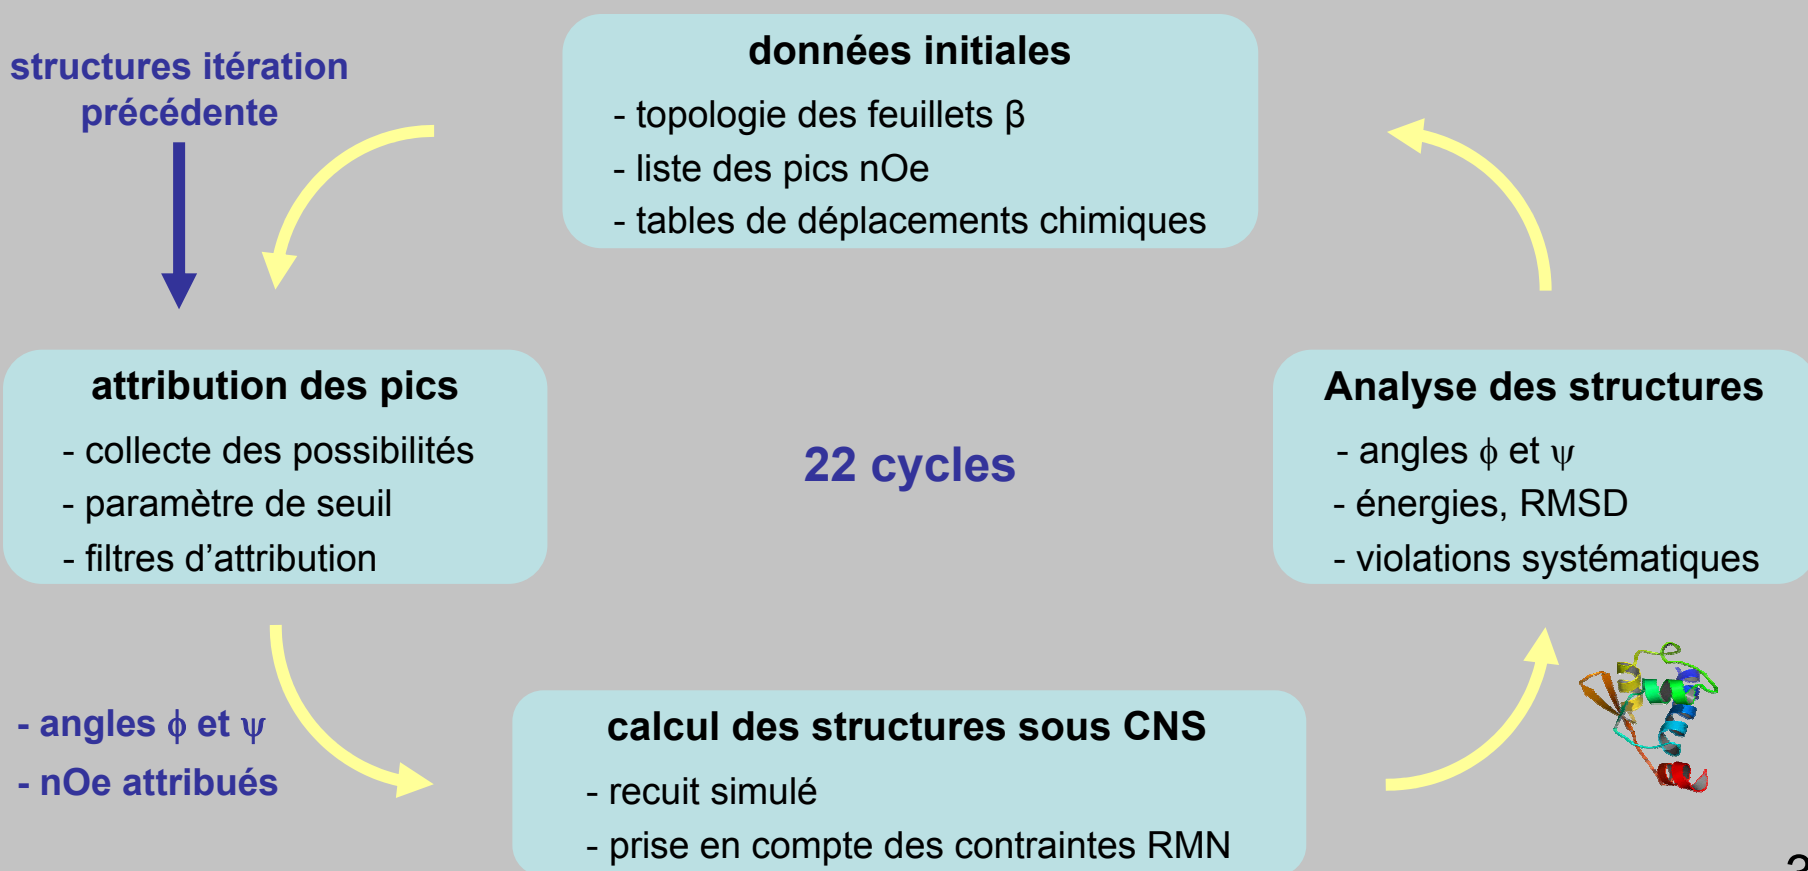 structures itération
précédente
données initiales
- topologie des feuillets β
- liste des pics nOe
- tables de déplacements chimiques
attribution des pics
- collecte des possibilités
- paramètre de seuil
- filtres d’attribution
22 cycles
Analyse des structures
- angles ϕ et ψ
- énergies, RMSD
- violations systématiques
- angles ϕ et ψ
- nOe attribués
calcul des structures sous CNS
- recuit simulé
- prise en compte des contraintes RMN